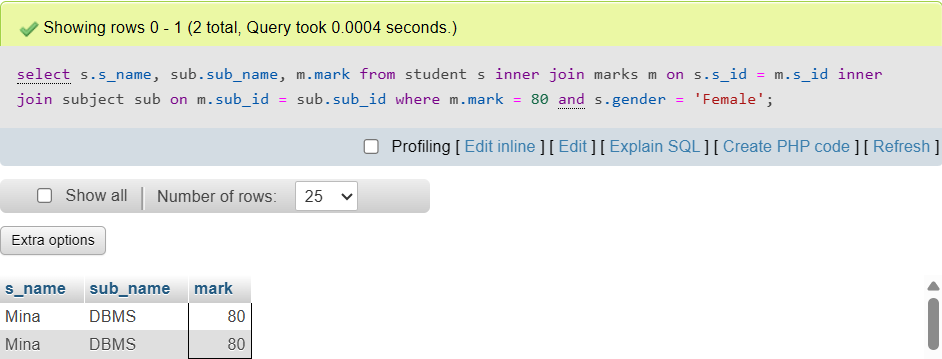 Showing rows 0 - 1 (2 total, Query took 0.0004 seconds.)
select s.s_name, sub.sub_name, m.mark from student s inner join marks m on s.s_id = m.s_id inner
join subject sub on m.sub_id = sub.sub_id where m.mark = 80 and s.gender = 'Female';
Profiling [ Edit inline ] [ Edit ] [ Explain SQL ] [ Create PHP code ] [ Refresh ]
Show all Number of rows: 25
Extra options
s_name sub_name mark
Mina DBMS 80
Mina DBMS 80